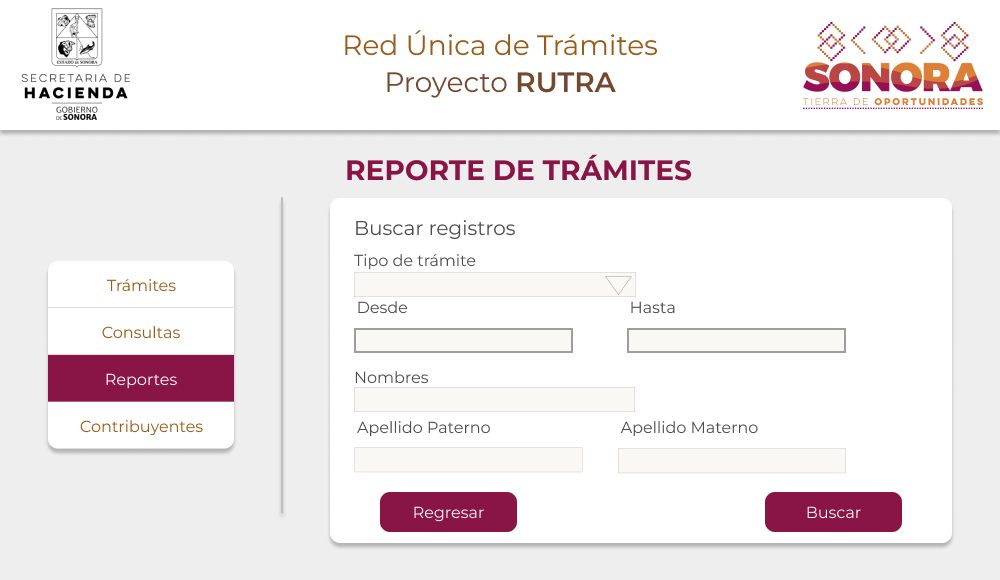 ESTADO DE SONORA
SECRETARIA DE
HACIENDA
GOBIERNO
DE SONORA
Red Única de Trámites
Proyecto RUTRA
SONORA
TIERRA DE OPORTUNIDADES
REPORTE DE TRÁMITES
Trámites
Consultas
Reportes
Contribuyentes
Buscar registros
Tipo de trámite
Desde
Hasta
Nombres
Apellido Paterno
Apellido Materno
Regresar
Buscar